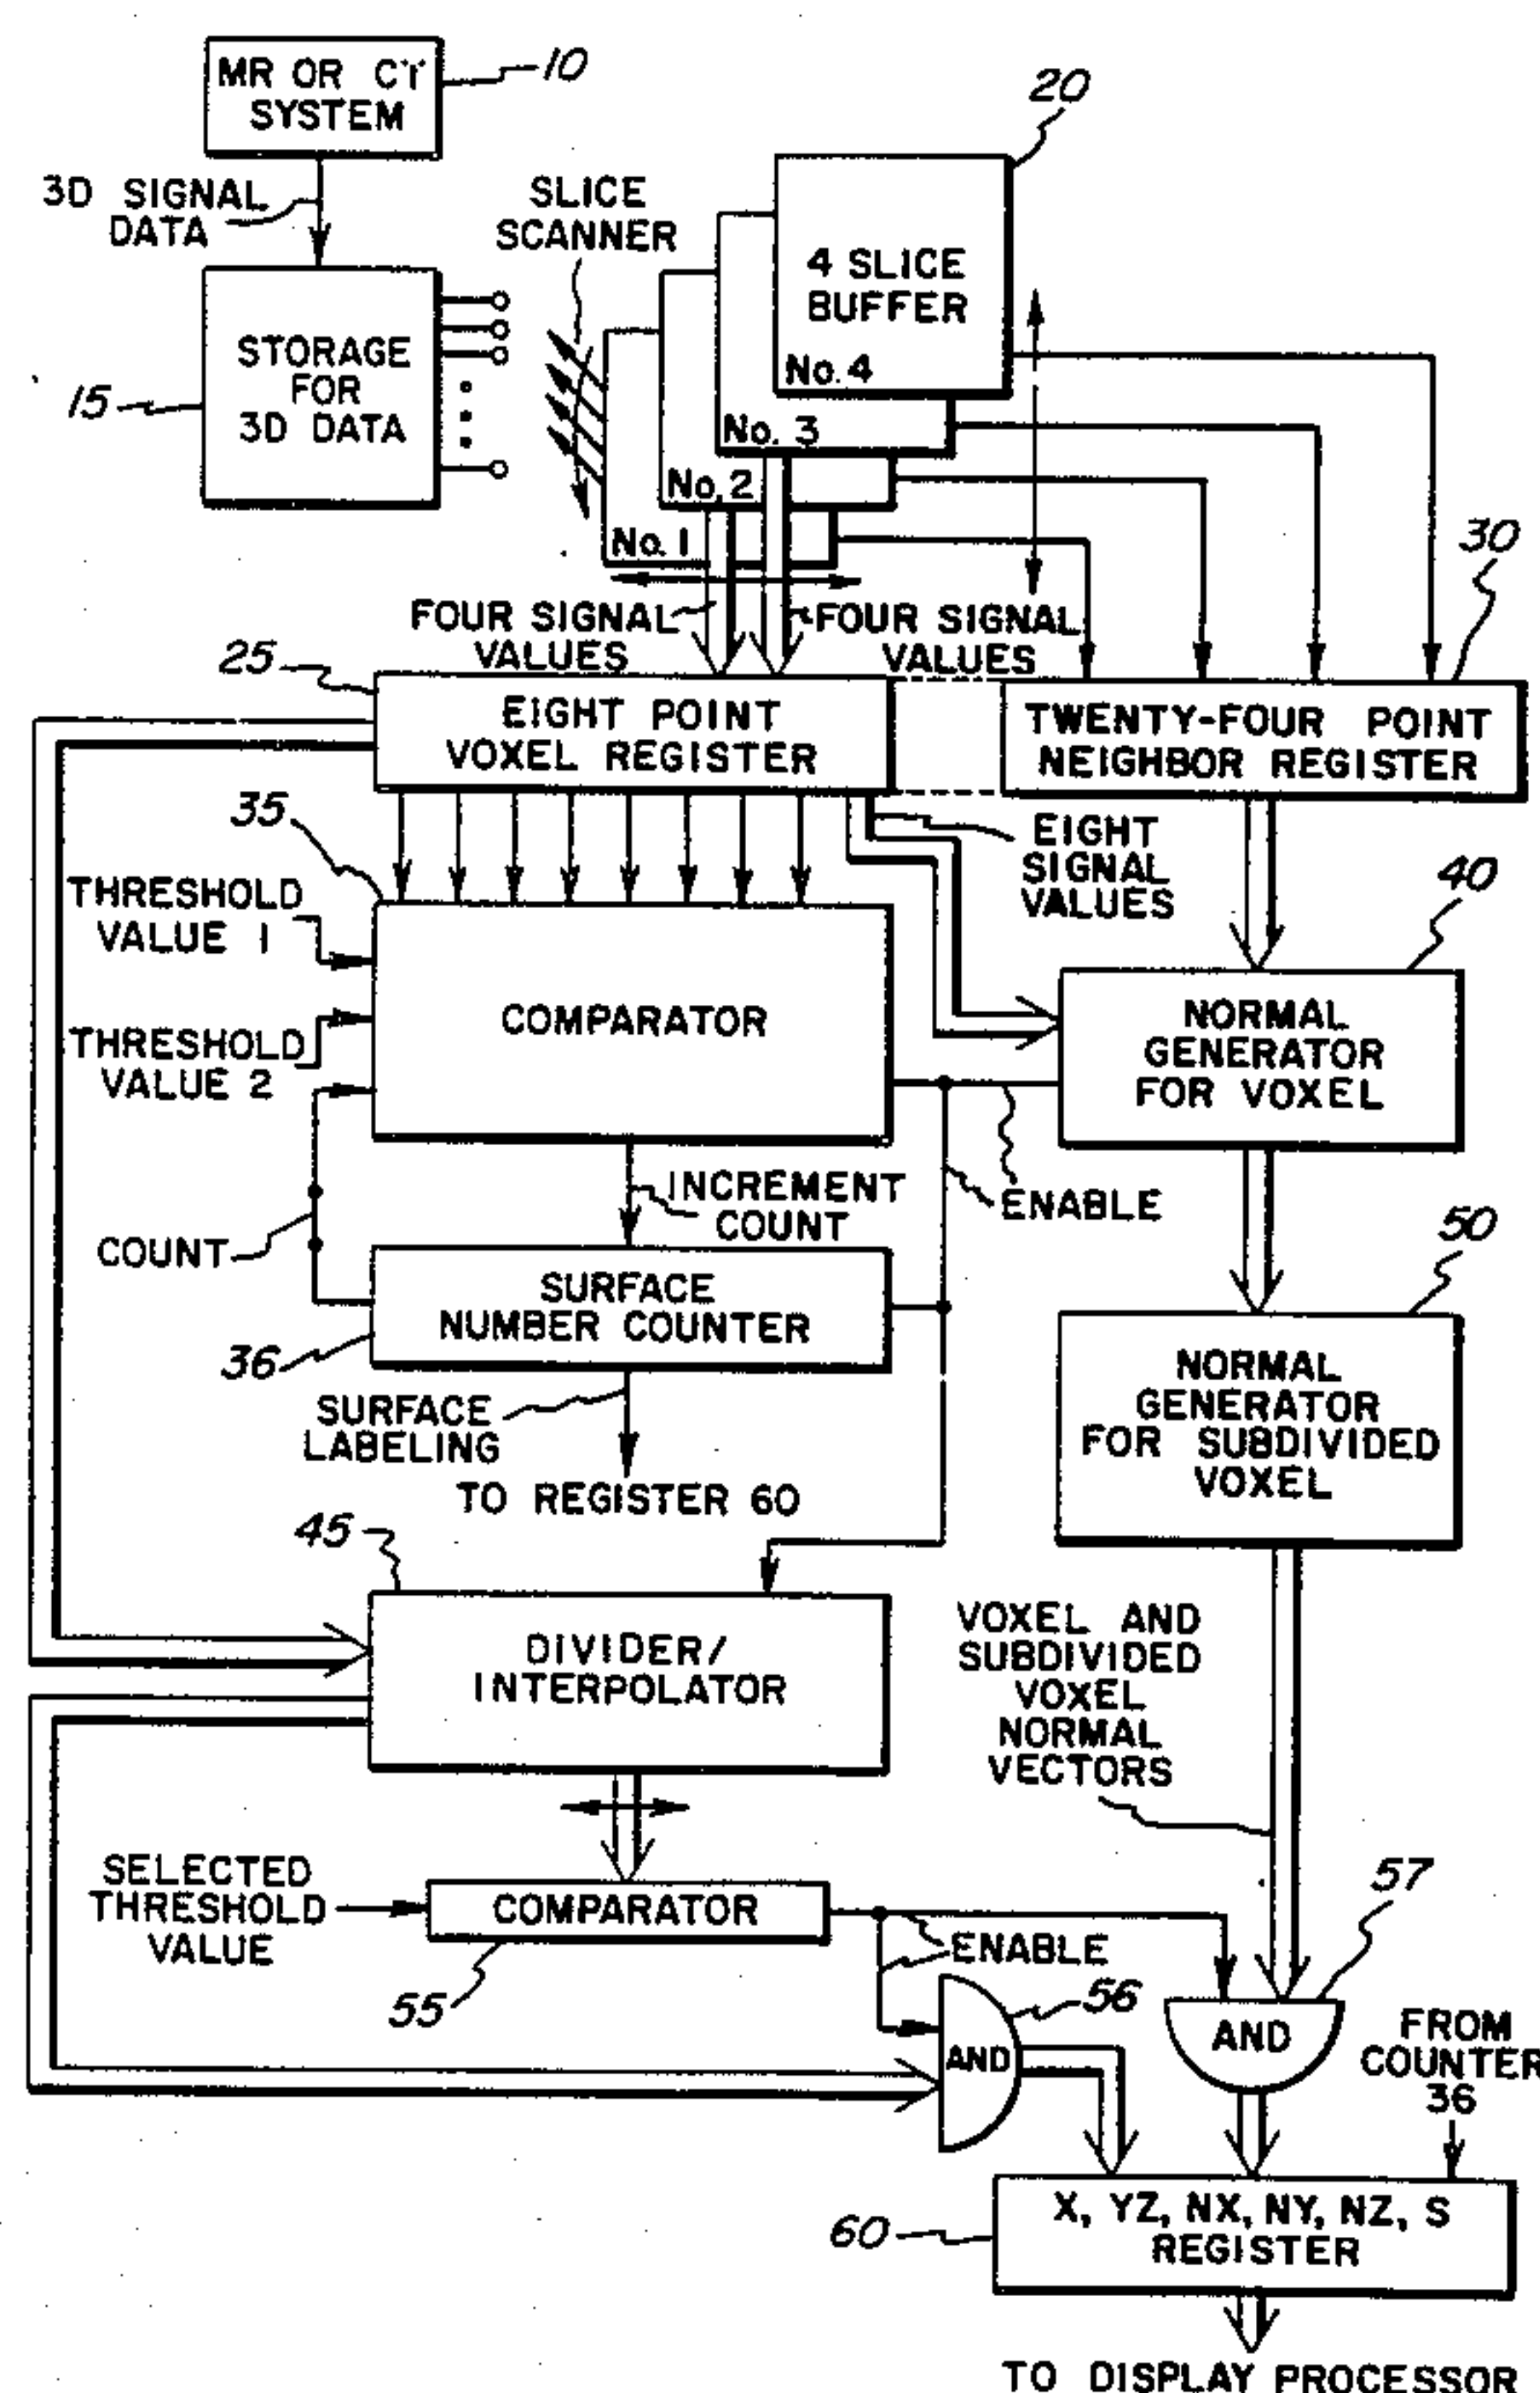 MR OR CT
SYSTEM
10
20
3D SIGNAL
DATA
SLICE
SCANNER
4 SLICE
BUFFER
No. 4
STORAGE
FOR
3D DATA
15
No. 3
No. 2
No. 1
30
FOUR SIGNAL
VALUES
FOUR SIGNAL
VALUES
25
EIGHT POINT
VOXEL REGISTER
TWENTY-FOUR POINT
NEIGHBOR REGISTER
35
EIGHT
SIGNAL
VALUES
40
THRESHOLD
VALUE 1
COMPARATOR
THRESHOLD
VALUE 2
NORMAL
GENERATOR
FOR VOXEL
INCREMENT
COUNT
ENABLE
COUNT
50
SURFACE
NUMBER COUNTER
36
NORMAL
GENERATOR
FOR SUBDIVIDED
VOXEL
SURFACE
LABELING
TO REGISTER 60
45
DIVIDER/
INTERPOLATOR
VOXEL AND
SUBDIVIDED
VOXEL
NORMAL
VECTORS
SELECTED
THRESHOLD
VALUE
COMPARATOR
57
ENABLE
55
56
AND
AND
FROM
COUNTER
36
X, YZ, NX, NY, NZ, S
REGISTER
60
TO DISPLAY PROCESSOR